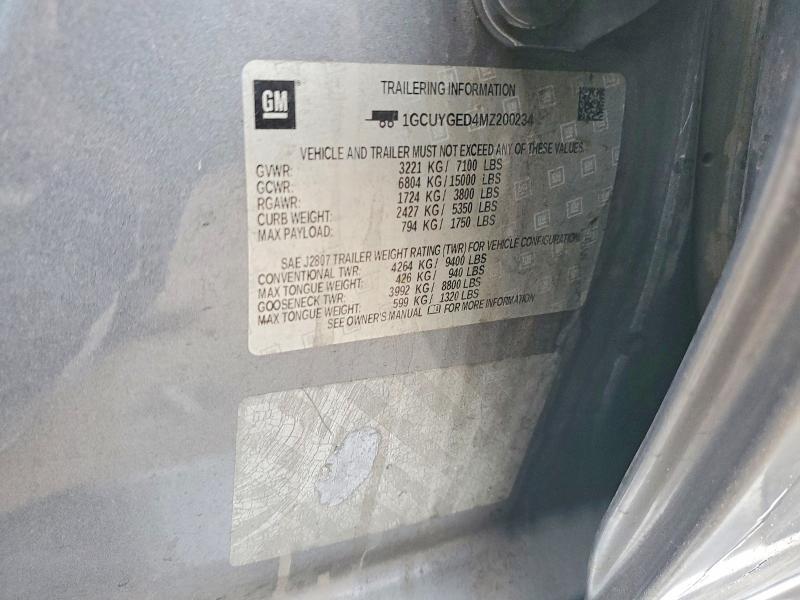 GM
TRAILERING INFORMATION
1GCUYGED4MZ200234
VEHICLE AND TRAILER MUST NOT EXCEED ANY OF THESE VALUES
GVWR: 3221 KG/ 7100 LBS
GCWR: 6804 KG/15000 LBS
RGAWR: 1724 KG/ 3800 LBS
CURB WEIGHT: 2427 KG/ 5350 LBS
MAX PAYLOAD: 794 KG/ 1750 LBS
SAE J2807 TRAILER WEIGHT RATING (TWR) FOR VEHICLE CONFIGURATION
CONVENTIONAL TWR: 4264 KG/ 9400 LBS
MAX TONGUE WEIGHT: 426 KG/ 940 LBS
GOOSENECK TWR: 3992 KG/ 8800 LBS
MAX TONGUE WEIGHT: 599 KG/ 1320 LBS
SEE OWNER'S MANUAL FOR MORE INFORMATION